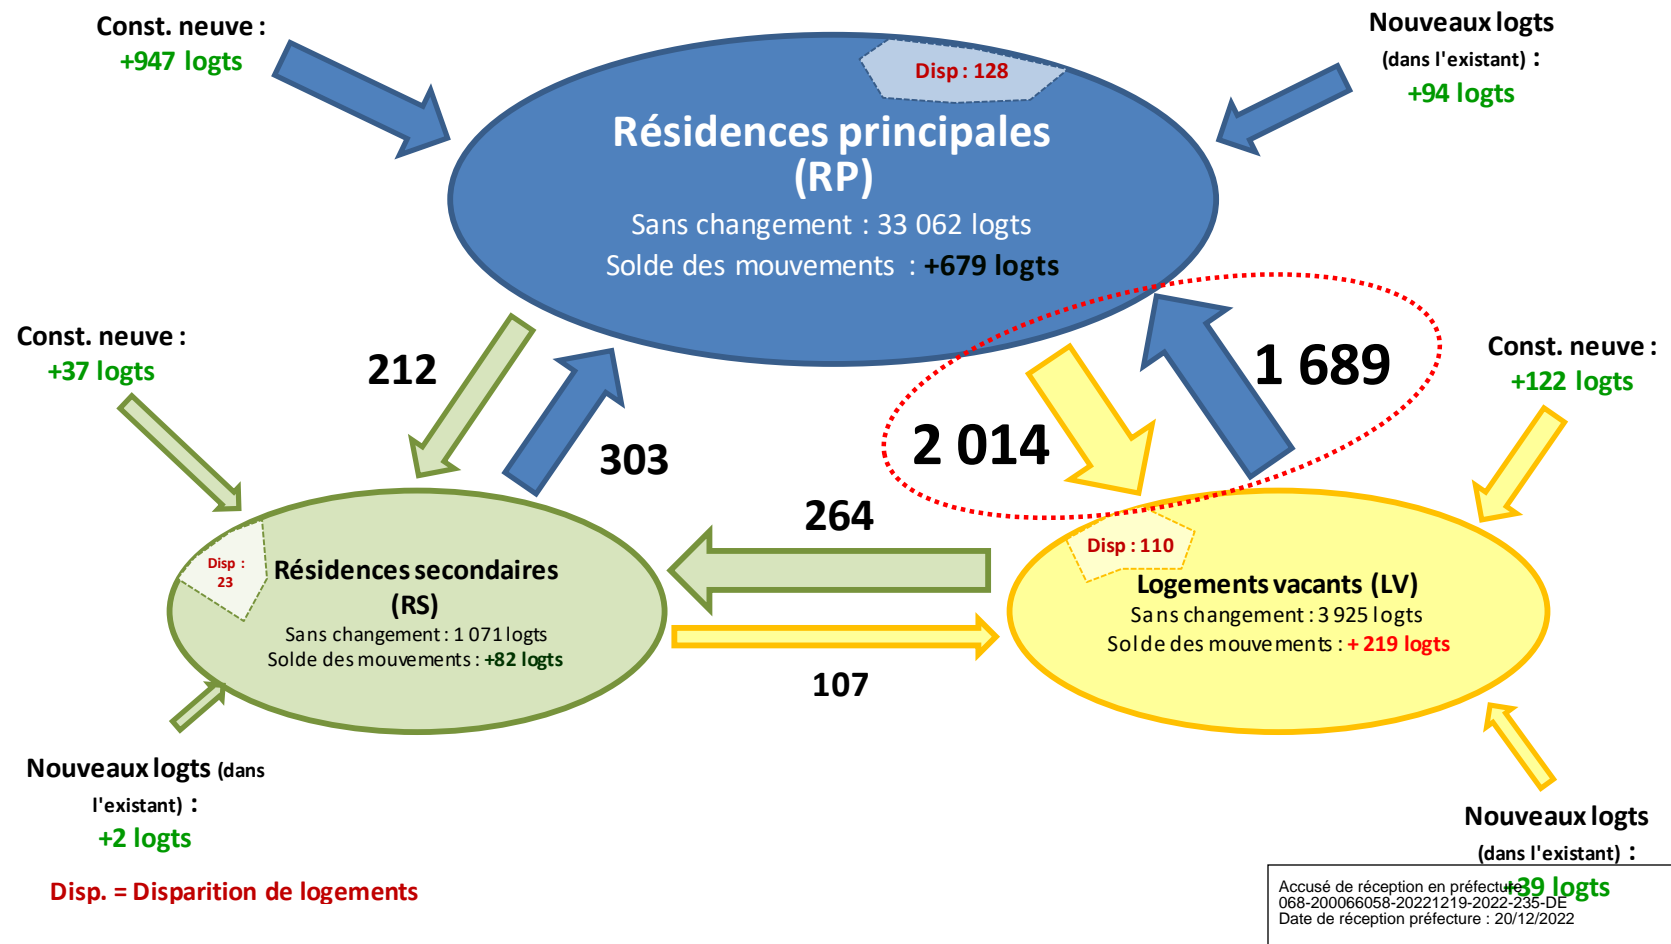 Const. neuve :
+947 logts
Nouveaux logts
(dans l'existant) :
+94 logts
Disp : 128
Résidences principales
(RP)
Sans changement : 33 062 logts
Solde des mouvements : +679 logts
Const. neuve :
+37 logts
212
303
2 014
1 689
Const. neuve :
+122 logts
264
107
Disp :
23
Résidences secondaires
(RS)
Sans changement : 1 071 logts
Solde des mouvements : +82 logts
Disp : 110
Logements vacants (LV)
Sans changement : 3 925 logts
Solde des mouvements : + 219 logts
Nouveaux logts (dans
l'existant) :
+2 logts
Nouveaux logts
(dans l'existant) :
+39 logts
Disp. = Disparition de logements
Accusé de réception en préfecture
068-200066058-20221219-2022-235-DE
Date de réception préfecture : 20/12/2022